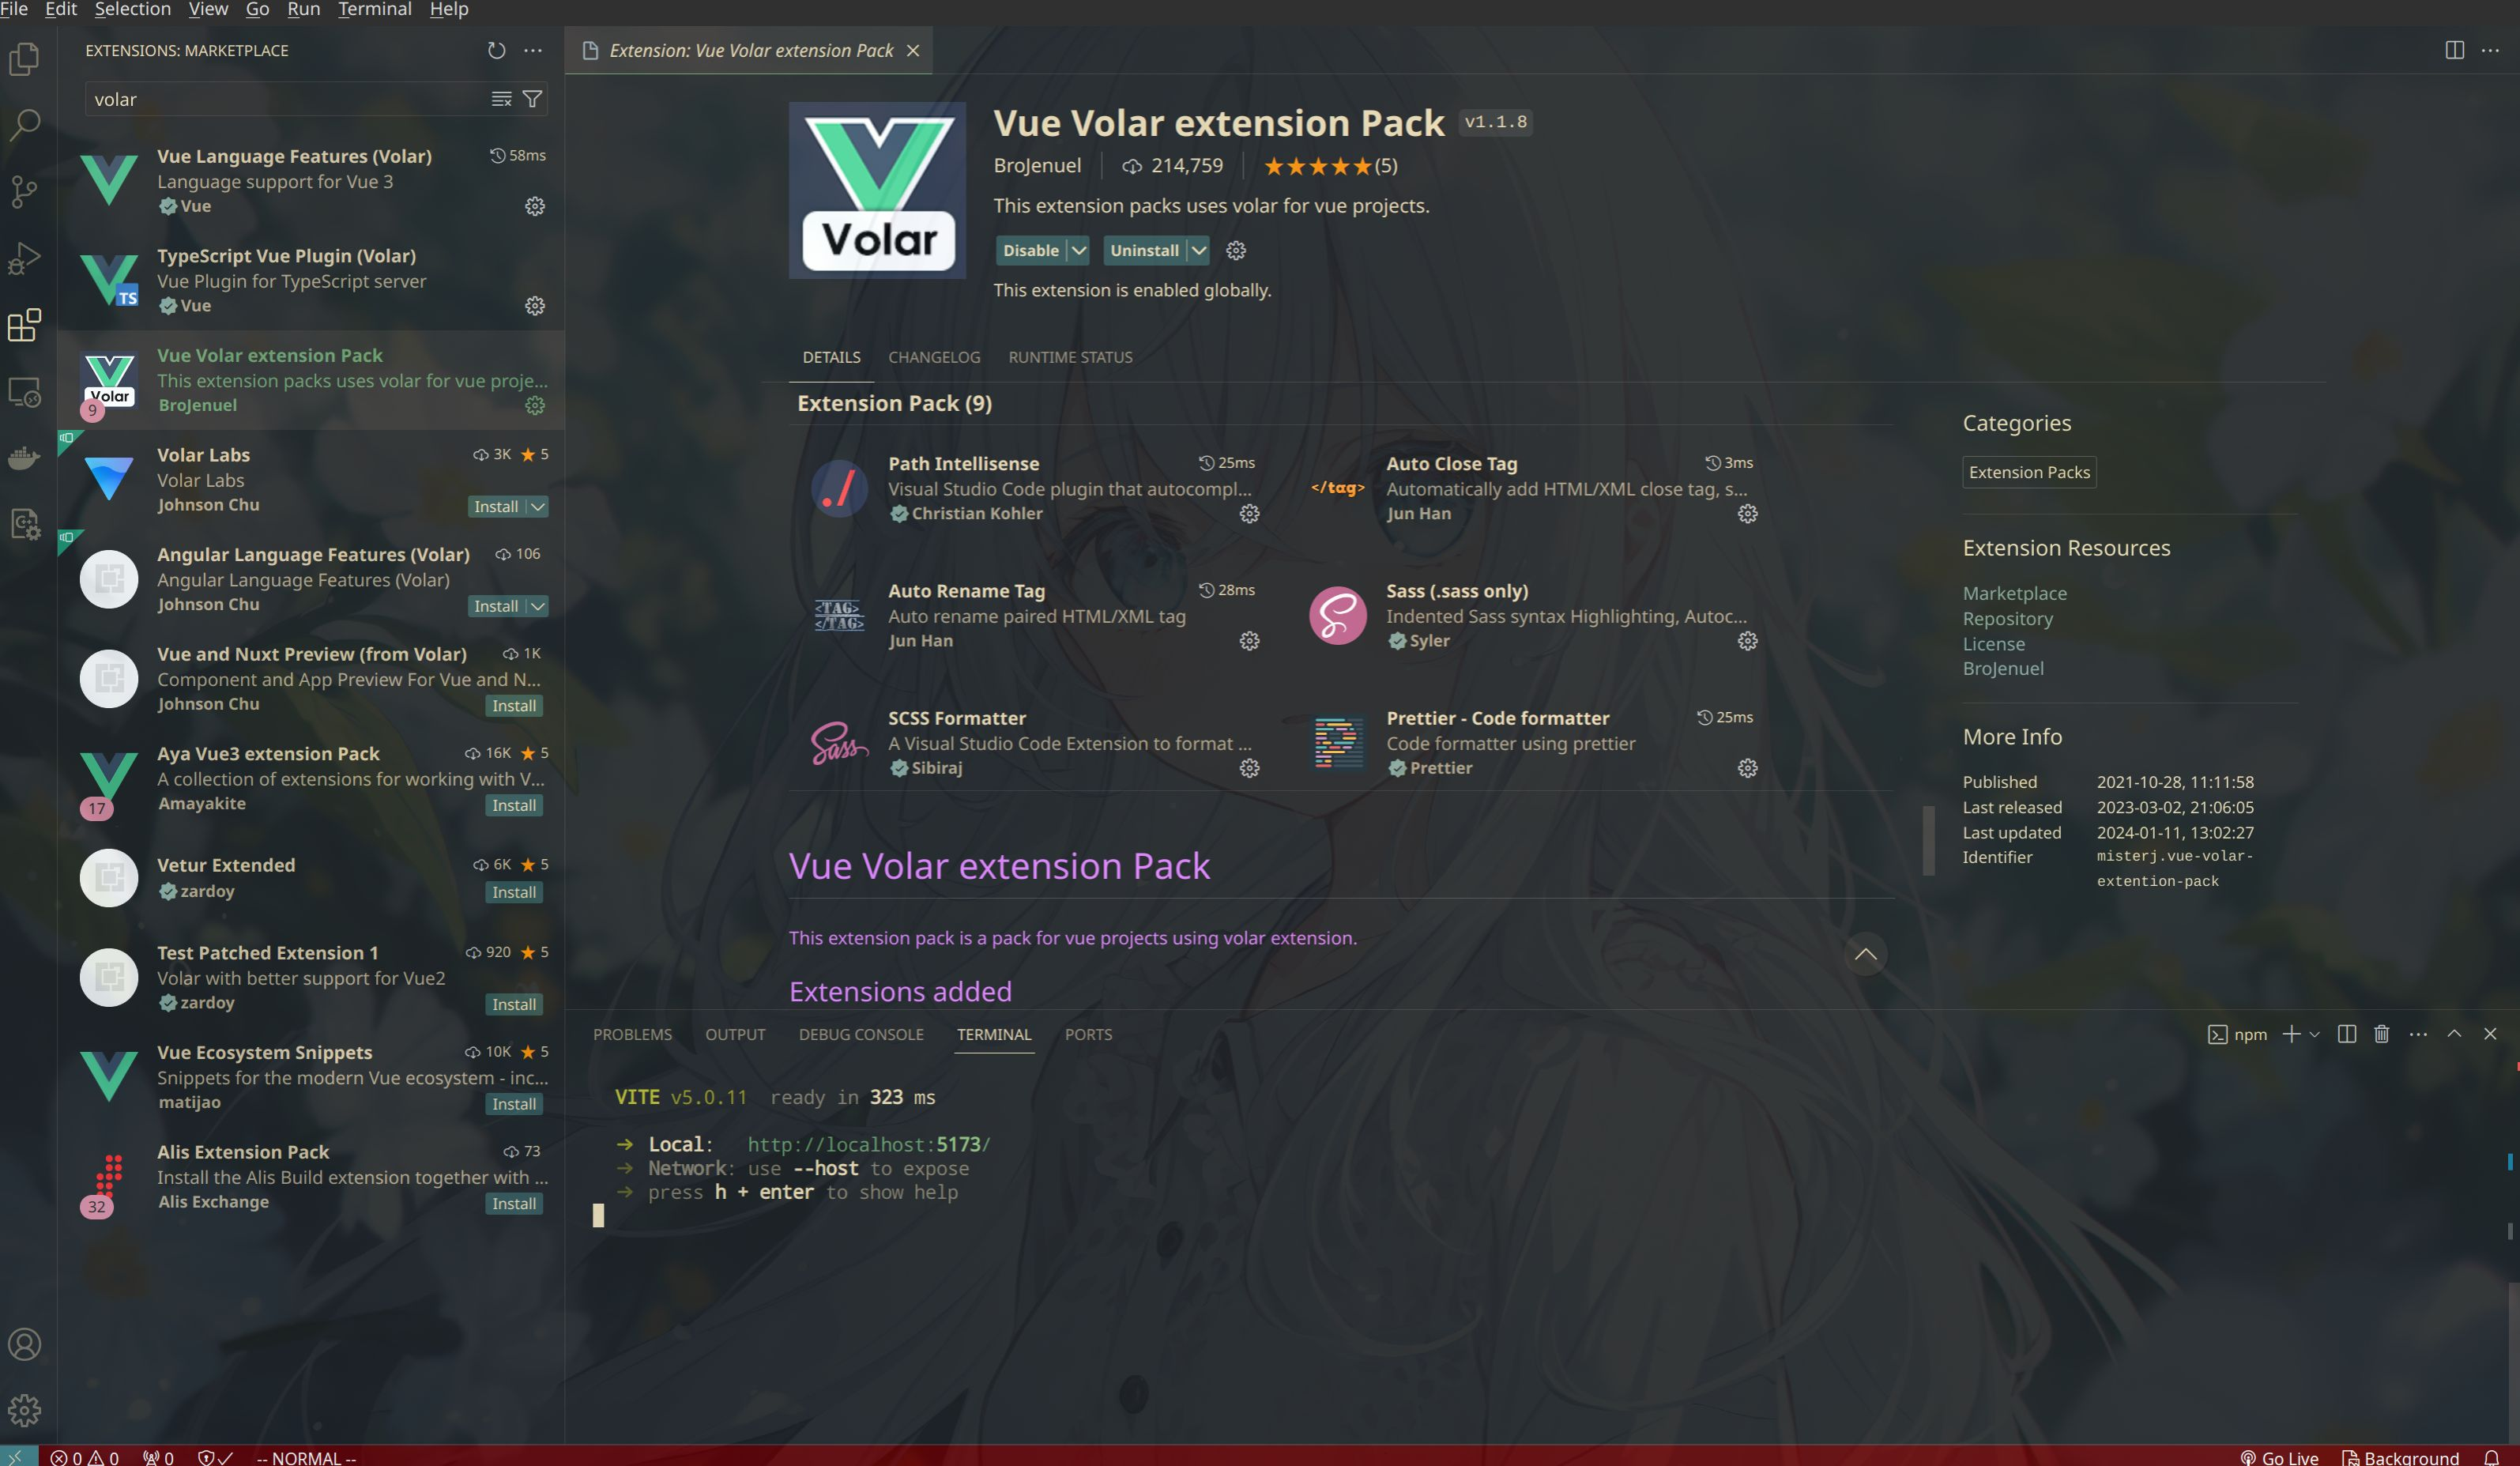 File Edit Selection View Go Run Terminal Help
EXTENSIONS: MARKETPLACE
volar
Vue Language Features (Volar) 58ms
Language support for Vue 3
Vue
TypeScript Vue Plugin (Volar)
Vue Plugin for TypeScript server
Vue
TS
Vue Volar extension Pack
This extension packs uses volar for vue proje...
BroJenuel
Volar
9
Volar Labs 3K 5
Volar Labs
Johnson Chu Install
Angular Language Features (Volar) 106
Angular Language Features (Volar)
Johnson Chu Install
Vue and Nuxt Preview (from Volar) 1K
Component and App Preview For Vue and N...
Johnson Chu Install
Aya Vue3 extension Pack 16K 5
A collection of extensions for working with V...
Amayakite Install
17
Vetur Extended 6K 5
zardoy Install
Test Patched Extension 1 920 5
Volar with better support for Vue2
zardoy Install
Vue Ecosystem Snippets 10K 5
Snippets for the modern Vue ecosystem - inc...
matijao Install
Alis Extension Pack 73
Install the Alis Build extension together with ...
Alis Exchange Install
32
Extension: Vue Volar extension Pack
Volar
Vue Volar extension Pack v1.1.8
BroJenuel 214,759 (5)
This extension packs uses volar for vue projects.
Disable Uninstall
This extension is enabled globally.
DETAILS CHANGELOG RUNTIME STATUS
Extension Pack (9)
Path Intellisense 25ms
Visual Studio Code plugin that autocompl...
Christian Kohler
</tag>
Auto Close Tag 3ms
Automatically add HTML/XML close tag, s...
Jun Han
<TAG>
</TAG>
Auto Rename Tag 28ms
Auto rename paired HTML/XML tag
Jun Han
Sass (.sass only)
Indented Sass syntax Highlighting, Autoc...
Syler
Sass
SCSS Formatter
A Visual Studio Code Extension to format ...
Sibiraj
Prettier - Code formatter 25ms
Code formatter using prettier
Prettier
Vue Volar extension Pack
This extension pack is a pack for vue projects using volar extension.
Extensions added
Categories
Extension Packs
Extension Resources
Marketplace
Repository
License
BroJenuel
More Info
Published 2021-10-28, 11:11:58
Last released 2023-03-02, 21:06:05
Last updated 2024-01-11, 13:02:27
Identifier misterj.vue-volar-
extention-pack
PROBLEMS OUTPUT DEBUG CONSOLE TERMINAL PORTS
npm
VITE v5.0.11 ready in 323 ms
➜ Local: http://localhost:5173/
➜ Network: use --host to expose
➜ press h + enter to show help
0 0 0 -- NORMAL -- Go Live Background